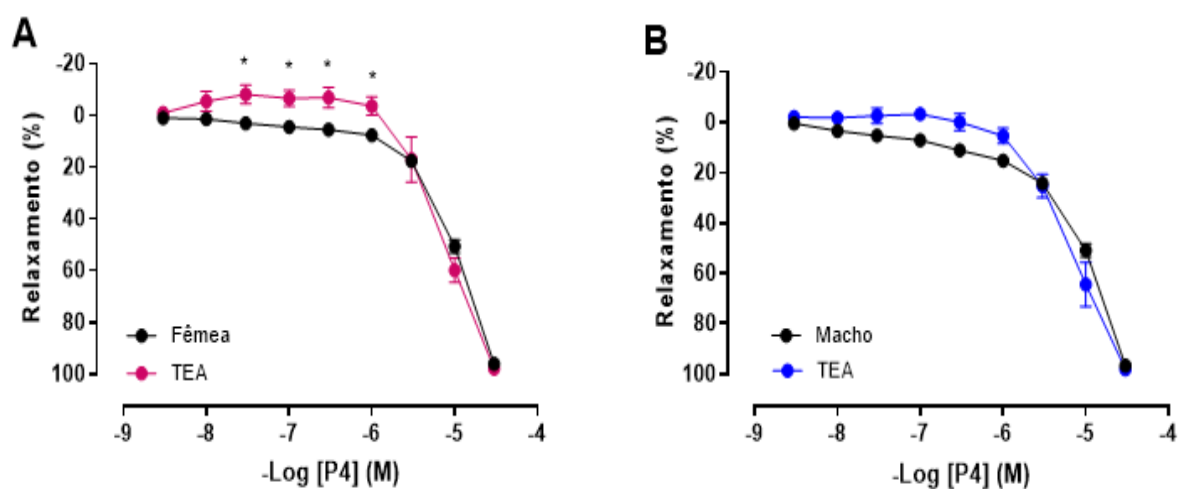 A
Relaxamento (%)
-20
0
20
40
60
80
100
* * * *
Fêmea
TEA
-9 -8 -7 -6 -5 -4
-Log [P4] (M)
B
Relaxamento (%)
-20
0
20
40
60
80
100
Macho
TEA
-9 -8 -7 -6 -5 -4
-Log [P4] (M)